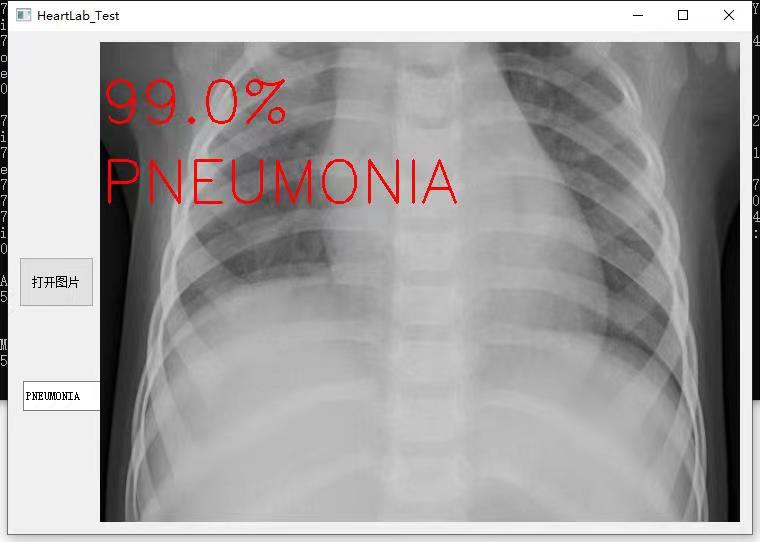 HeartLab_Test
99.0%
PNEUMONIA
打开图片
PNEUMONIA